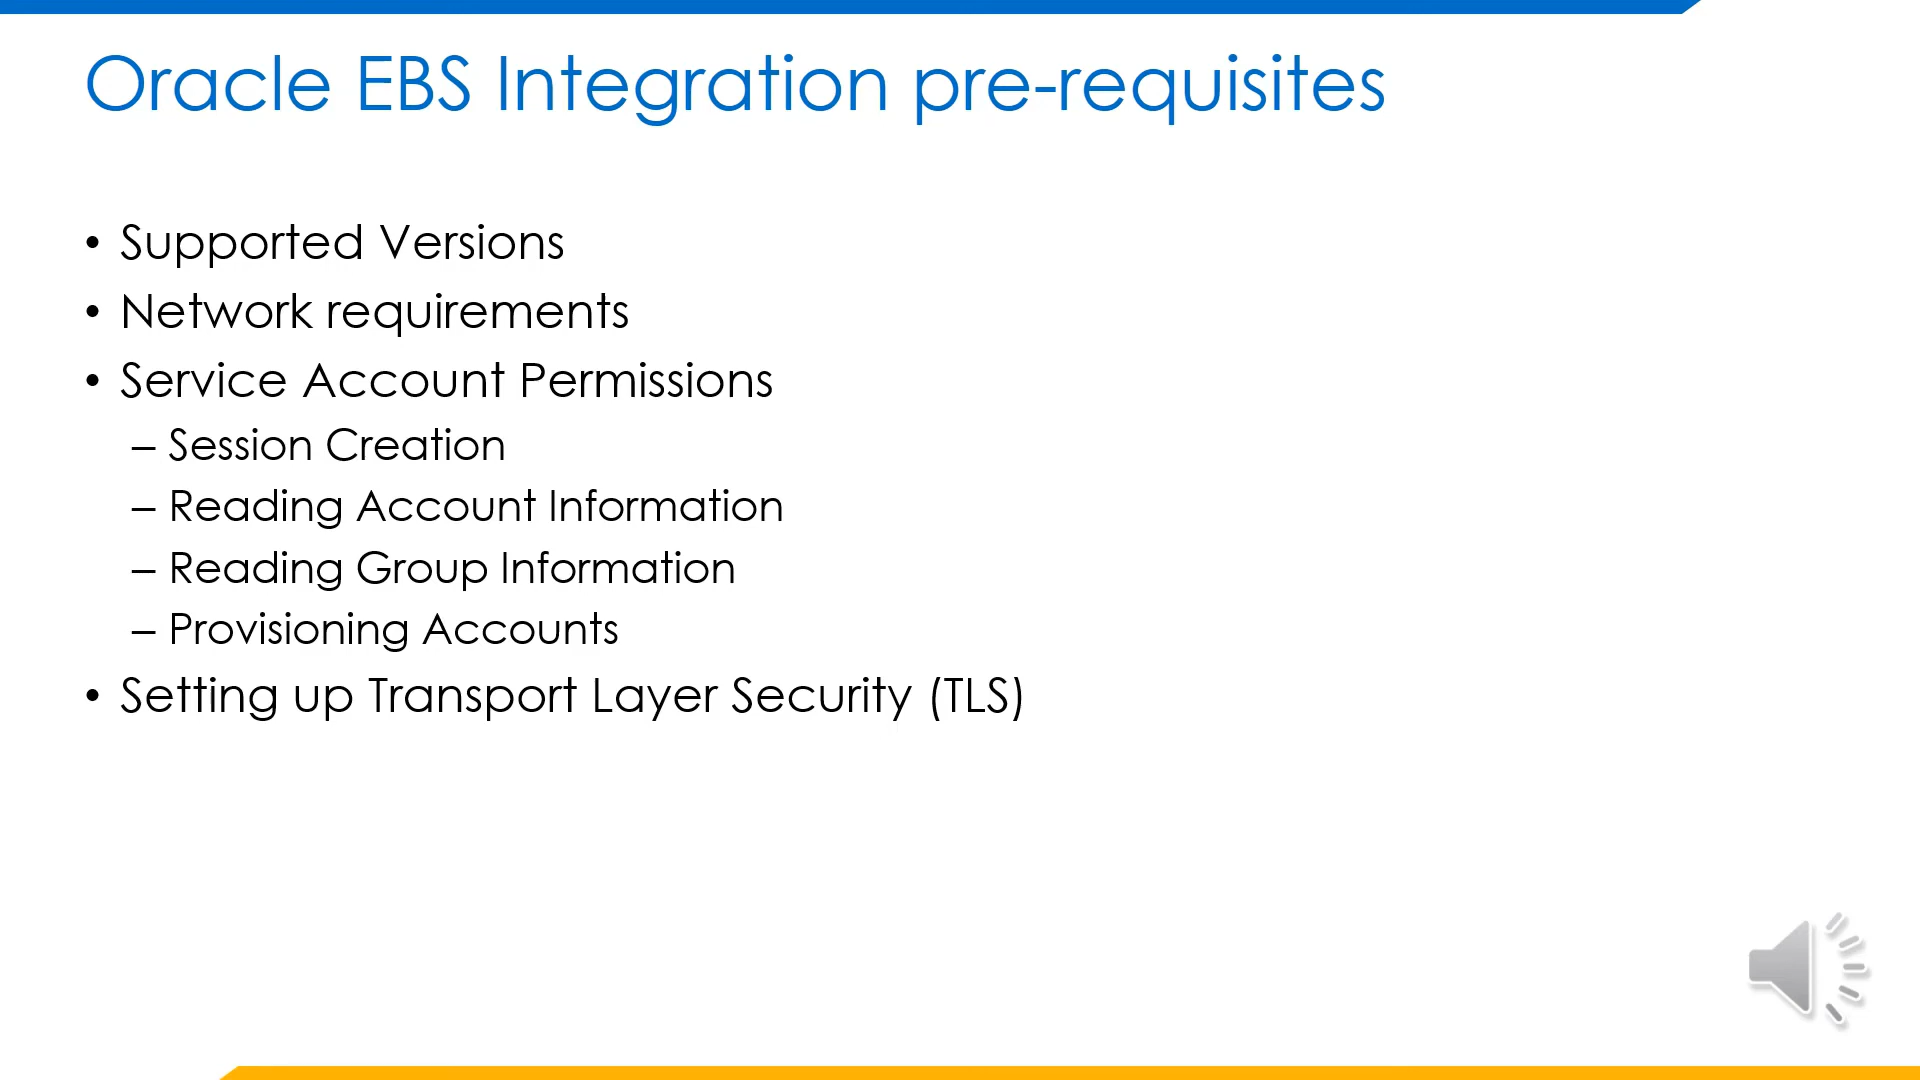 Oracle EBS Integration pre-requisites
• Supported Versions
• Network requirements
• Service Account Permissions
– Session Creation
– Reading Account Information
– Reading Group Information
– Provisioning Accounts
• Setting up Transport Layer Security (TLS)